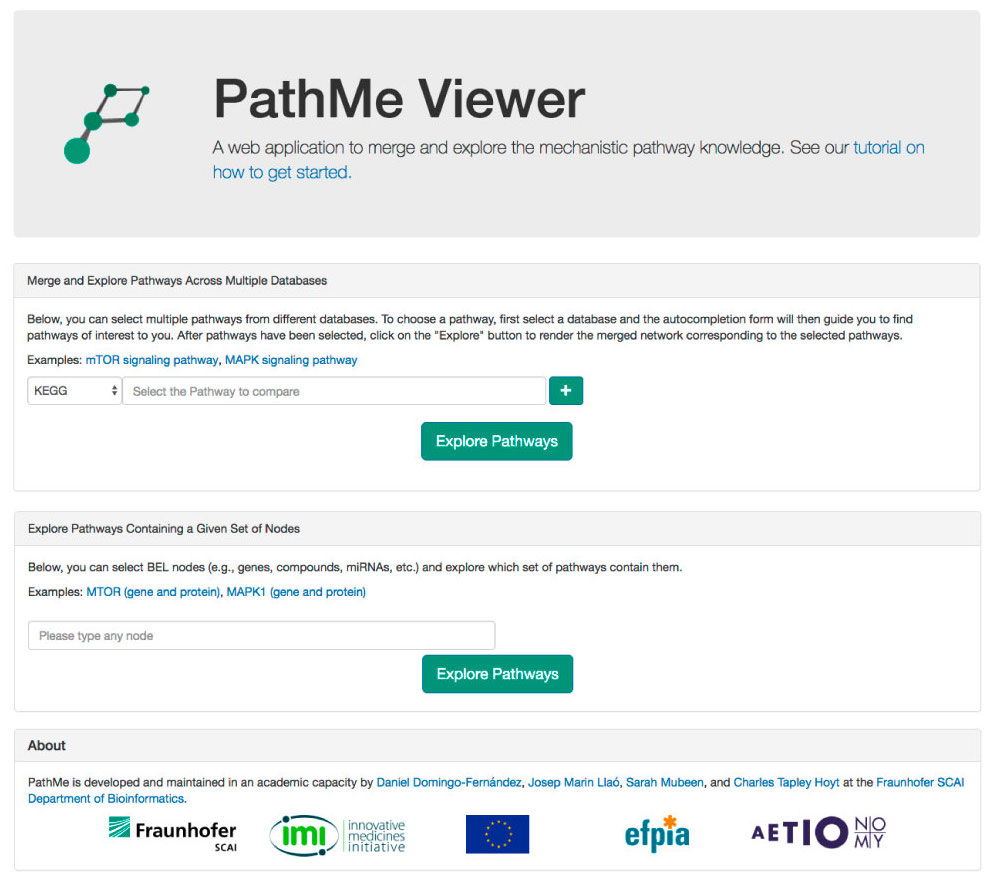 PathMe Viewer
A web application to merge and explore the mechanistic pathway knowledge. See our tutorial on
how to get started.
Merge and Explore Pathways Across Multiple Databases
Below, you can select multiple pathways from different databases. To choose a pathway, first select a database and the autocompletion form will then guide you to find
pathways of interest to you. After pathways have been selected, click on the "Explore" button to render the merged network corresponding to the selected pathways.
Examples: mTOR signaling pathway, MAPK signaling pathway
KEGG Select the Pathway to compare +
Explore Pathways
Explore Pathways Containing a Given Set of Nodes
Below, you can select BEL nodes (e.g., genes, compounds, miRNAs, etc.) and explore which set of pathways contain them.
Examples: MTOR (gene and protein), MAPK1 (gene and protein)
Please type any node
Explore Pathways
About
PathMe is developed and maintained in an academic capacity by Daniel Domingo-Fernández, Josep Marin Llaó, Sarah Mubeen, and Charles Tapley Hoyt at the Fraunhofer SCAI
Department of Bioinformatics.
Fraunhofer
SCAI
imi
innovative
medicines
initiative
efpia
AETIONOMY